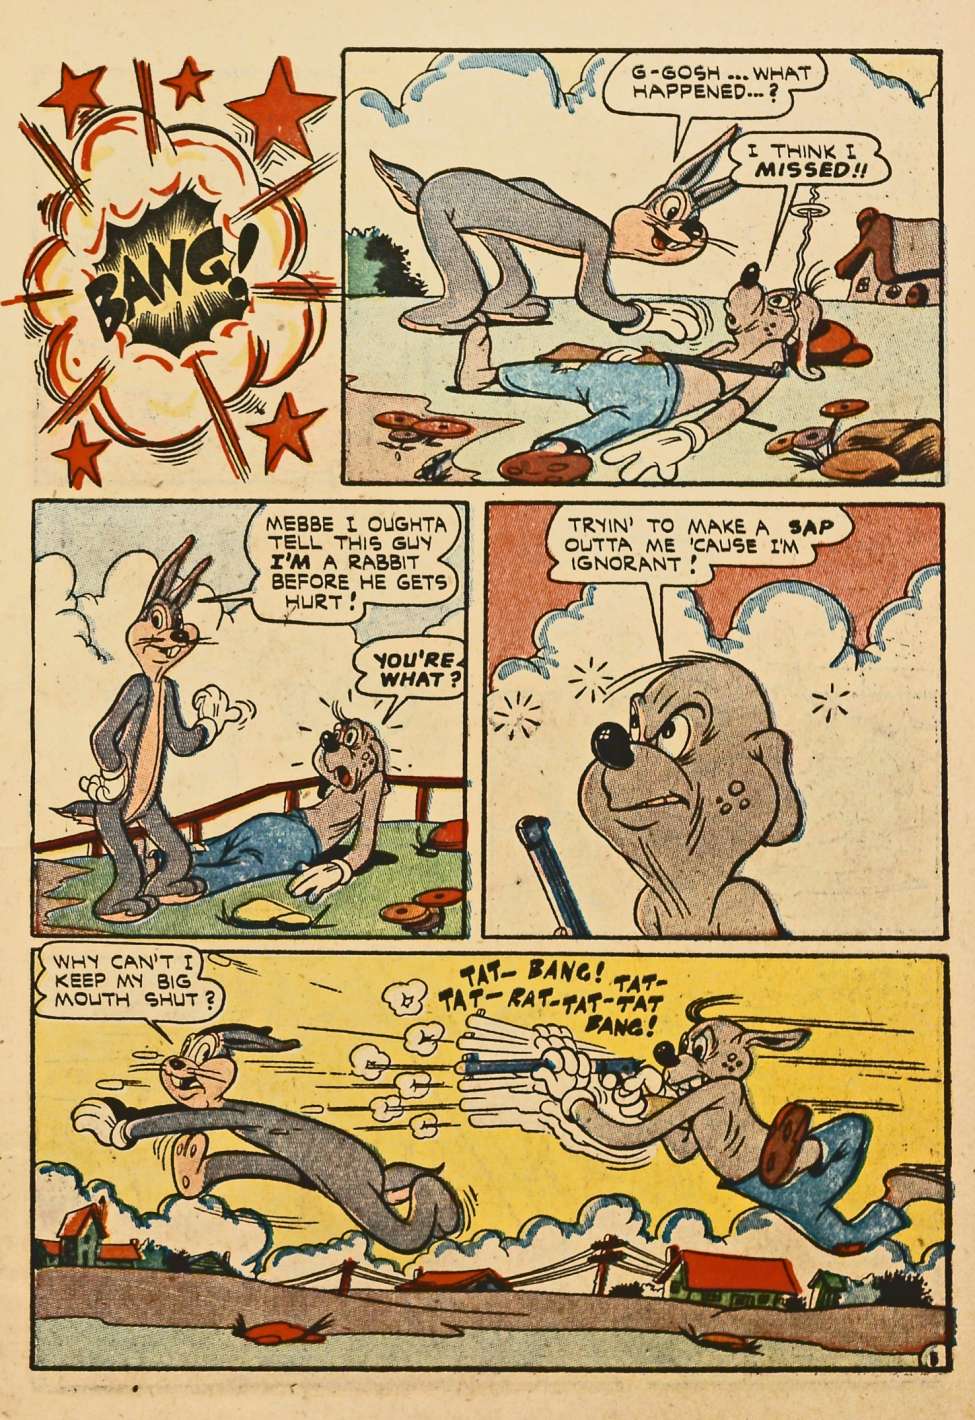 BANG!
G-GOSH ... WHAT
HAPPENED...?
I THINK I
MISSED!!
MEBBE I OUGHTA
TELL THIS GUY
I'M A RABBIT
BEFORE HE GETS
HURT!
YOU'RE
WHAT?
TRYIN' TO MAKE A SAP
OUTTA ME 'CAUSE I'M
IGNORANT!
WHY CAN'T I
KEEP MY BIG
MOUTH SHUT?
TAT- BANG! TAT-
TAT-RAT-TAT-TAT
BANG!